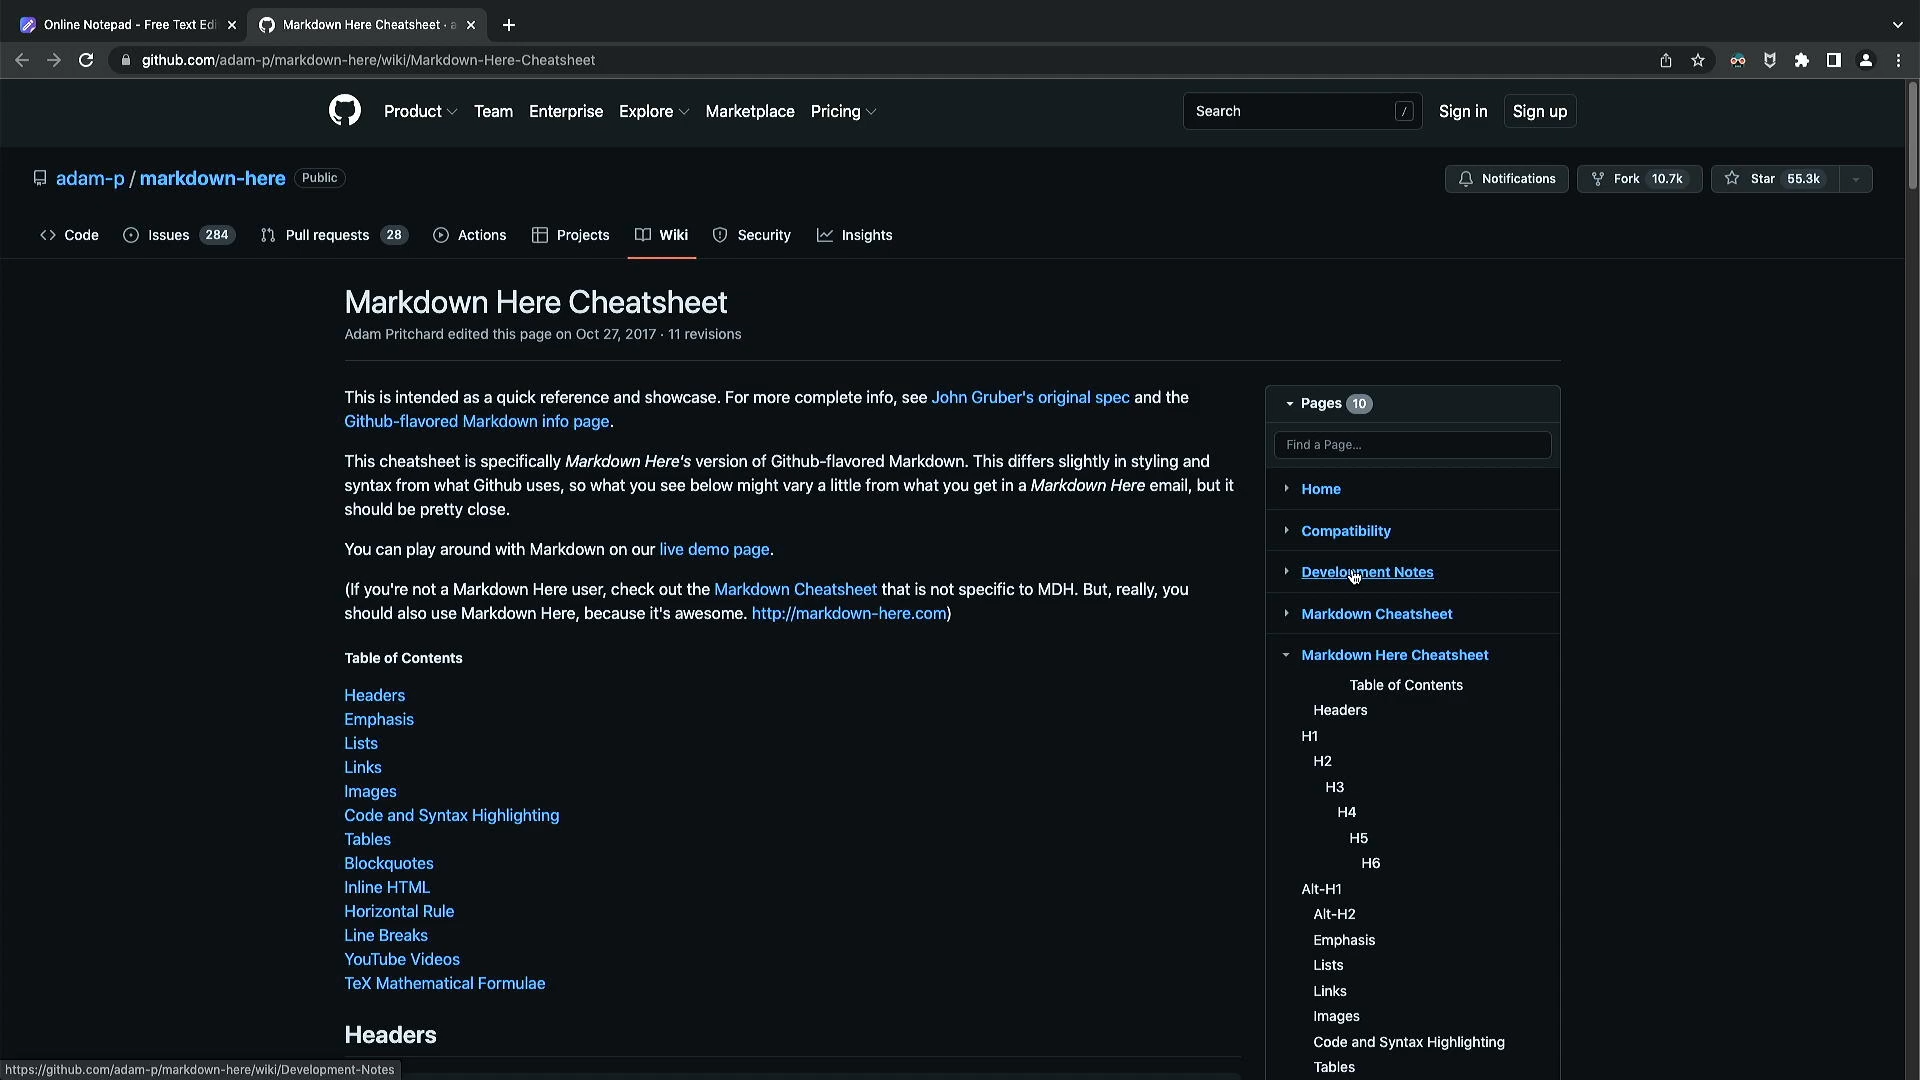 Online Notepad - Free Text Edi
Markdown Here Cheatsheet · a
github.com/adam-p/markdown-here/wiki/Markdown-Here-Cheatsheet
Product Team Enterprise Explore Marketplace Pricing
Search /
Sign in
Sign up
adam-p / markdown-here Public
Notifications
Fork 10.7k
Star 55.3k
Code
Issues 284
Pull requests 28
Actions
Projects
Wiki
Security
Insights
Markdown Here Cheatsheet
Adam Pritchard edited this page on Oct 27, 2017 · 11 revisions
This is intended as a quick reference and showcase. For more complete info, see John Gruber's original spec and the
Github-flavored Markdown info page.
This cheatsheet is specifically Markdown Here's version of Github-flavored Markdown. This differs slightly in styling and
syntax from what Github uses, so what you see below might vary a little from what you get in a Markdown Here email, but it
should be pretty close.
You can play around with Markdown on our live demo page.
(If you're not a Markdown Here user, check out the Markdown Cheatsheet that is not specific to MDH. But, really, you
should also use Markdown Here, because it's awesome. http://markdown-here.com)
Table of Contents
Headers
Emphasis
Lists
Links
Images
Code and Syntax Highlighting
Tables
Blockquotes
Inline HTML
Horizontal Rule
Line Breaks
YouTube Videos
TeX Mathematical Formulae
Headers
Pages 10
Find a Page...
Home
Compatibility
Development Notes
Markdown Cheatsheet
Markdown Here Cheatsheet
Table of Contents
Headers
H1
H2
H3
H4
H5
H6
Alt-H1
Alt-H2
Emphasis
Lists
Links
Images
Code and Syntax Highlighting
Tables
https://github.com/adam-p/markdown-here/wiki/Development-Notes